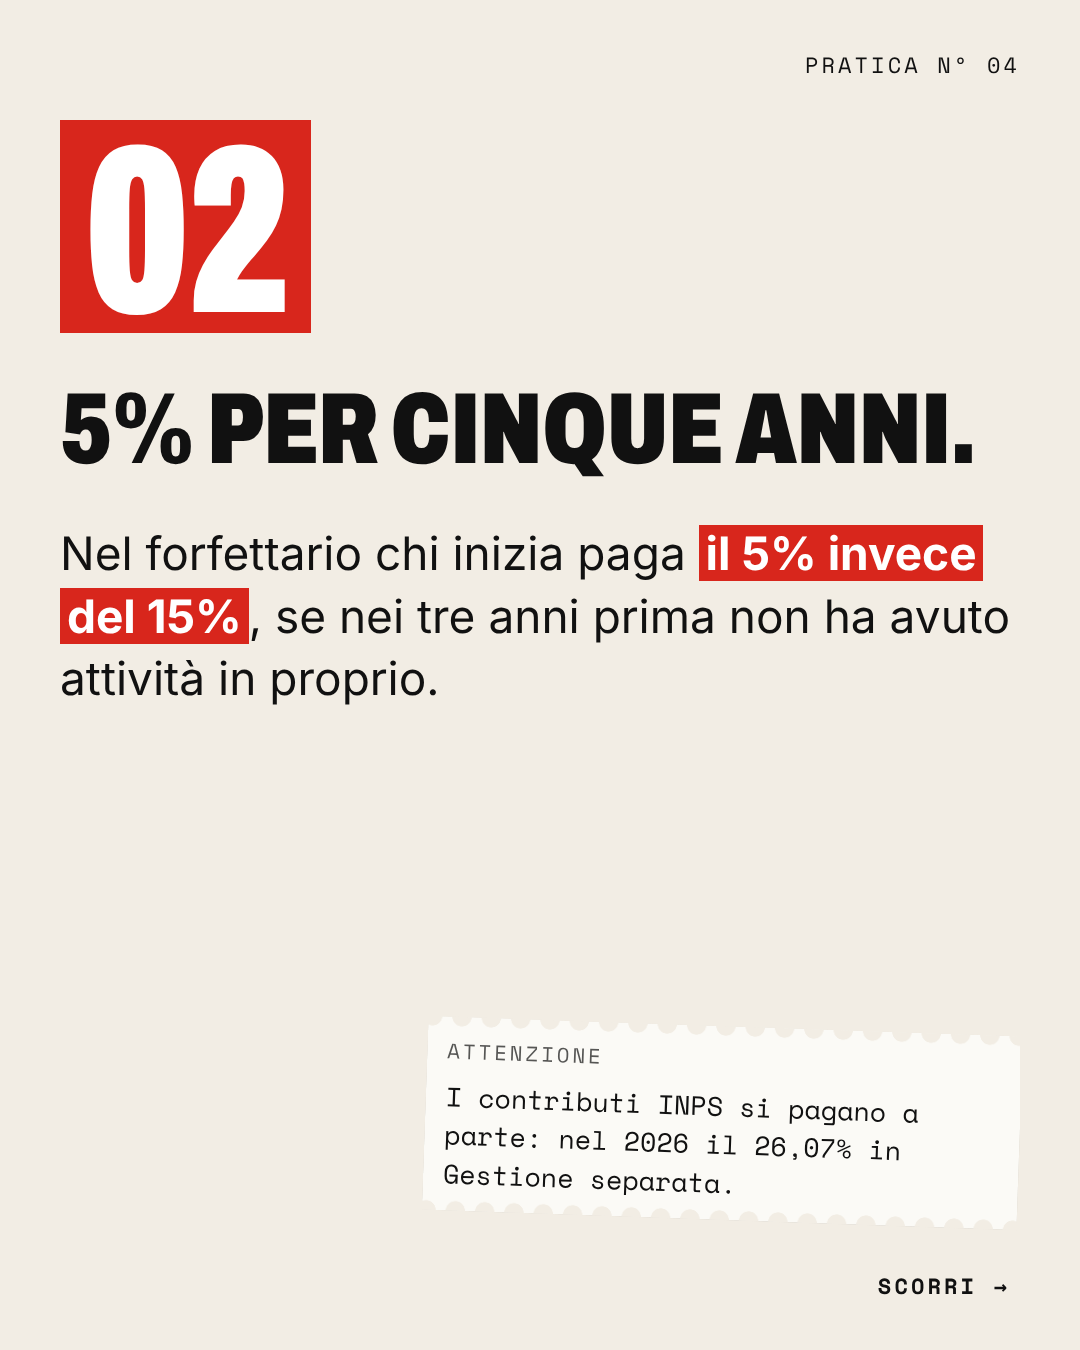 PRATICA N° 04
02
5% PER CINQUE ANNI.
Nel forfettario chi inizia paga il 5% invece
del 15%, se nei tre anni prima non ha avuto
attività in proprio.
ATTENZIONE
I contributi INPS si pagano a
parte: nel 2026 il 26,07% in
Gestione separata.
SCORRI →